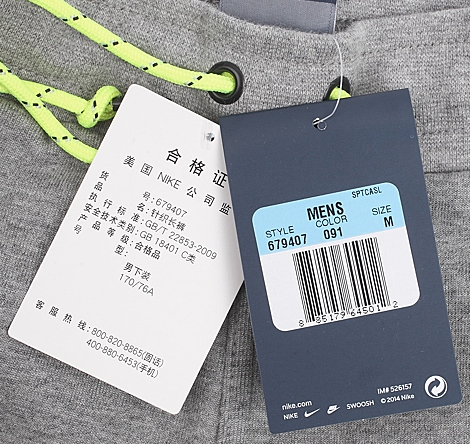 合格证
美国 NIKE 公司监
货 号:679407
品 名:针织长裤
执行标准:GB/T 22853-2009
安全技术类别:GB 18401 C类
产品等级:合格品
型:
男下装
170/76A
客服热线:800-820-8865(固话)
400-880-6453(手机)
SPTCASL
MENS
STYLE COLOR SIZE
679407 091 M
8 85179 64501 2
nike.com
NIKE SWOOSH
IM# 526157
© 2014 Nike